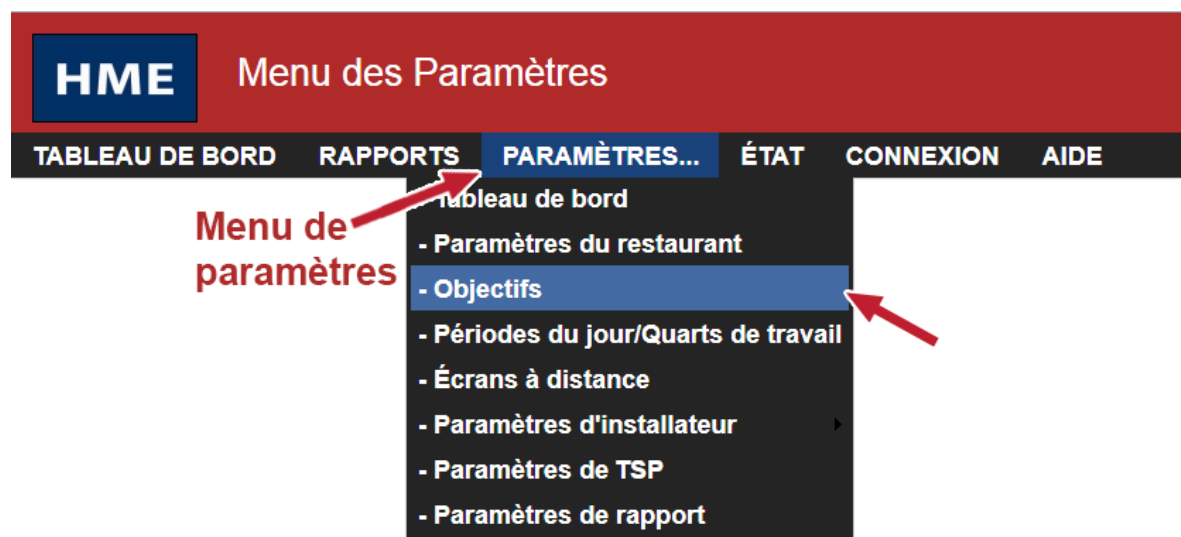 HME
Menu des Paramètres
TABLEAU DE BORD RAPPORTS PARAMÈTRES... ÉTAT CONNEXION AIDE
- Tableau de bord
Menu de
paramètres
- Paramètres du restaurant
- Objectifs
- Périodes du jour/Quarts de travail
- Écrans à distance
- Paramètres d'installateur
- Paramètres de TSP
- Paramètres de rapport